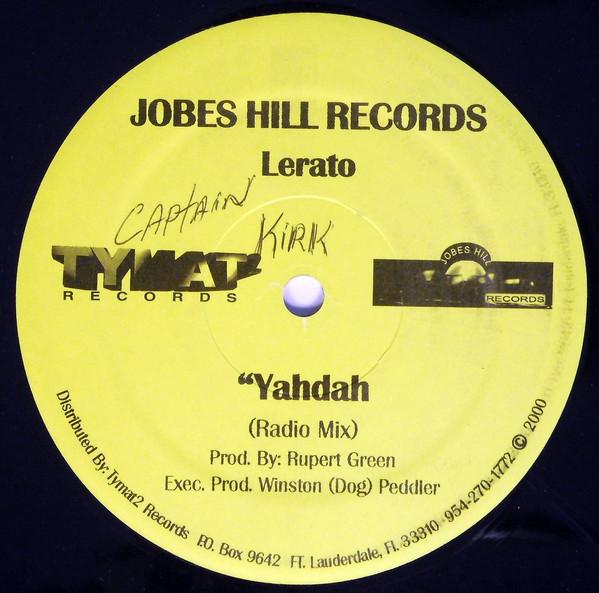 JOBES HILL RECORDS
Lerato
CAPtAIN KiRK
TYMAT2
RECORDS
JOBES HILL
RECORDS
“Yahdah
(Radio Mix)
Prod. By: Rupert Green
Exec. Prod. Winston (Dog) Peddler
Distributed By: Tymat2 Records P.O. Box 9642 FT. Lauderdale, Fl. 33310 - 954-270-1772 © 2000